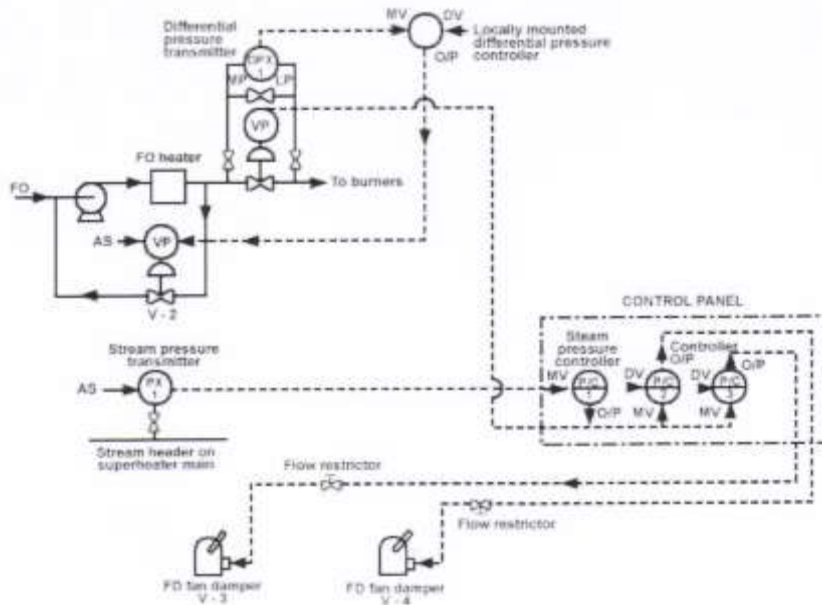 Differential
pressure
transmitter
MV
DV
Locally mounted
differential pressure
controller
O/P
1
LP
VP
FO heater
FO
To burners
AS
VP
V - 2
CONTROL PANEL
Steam
pressure
controller
Controller
O/P
O/P
Stream pressure
transmitter
AS
PX
1
MV
P/C
1
DV
P/C
2
DV
P/C
3
O/P
MV
MV
Stream header on
superheater main
Flow restrictor
Flow restrictor
FD fan damper
V - 3
FD fan damper
V - 4